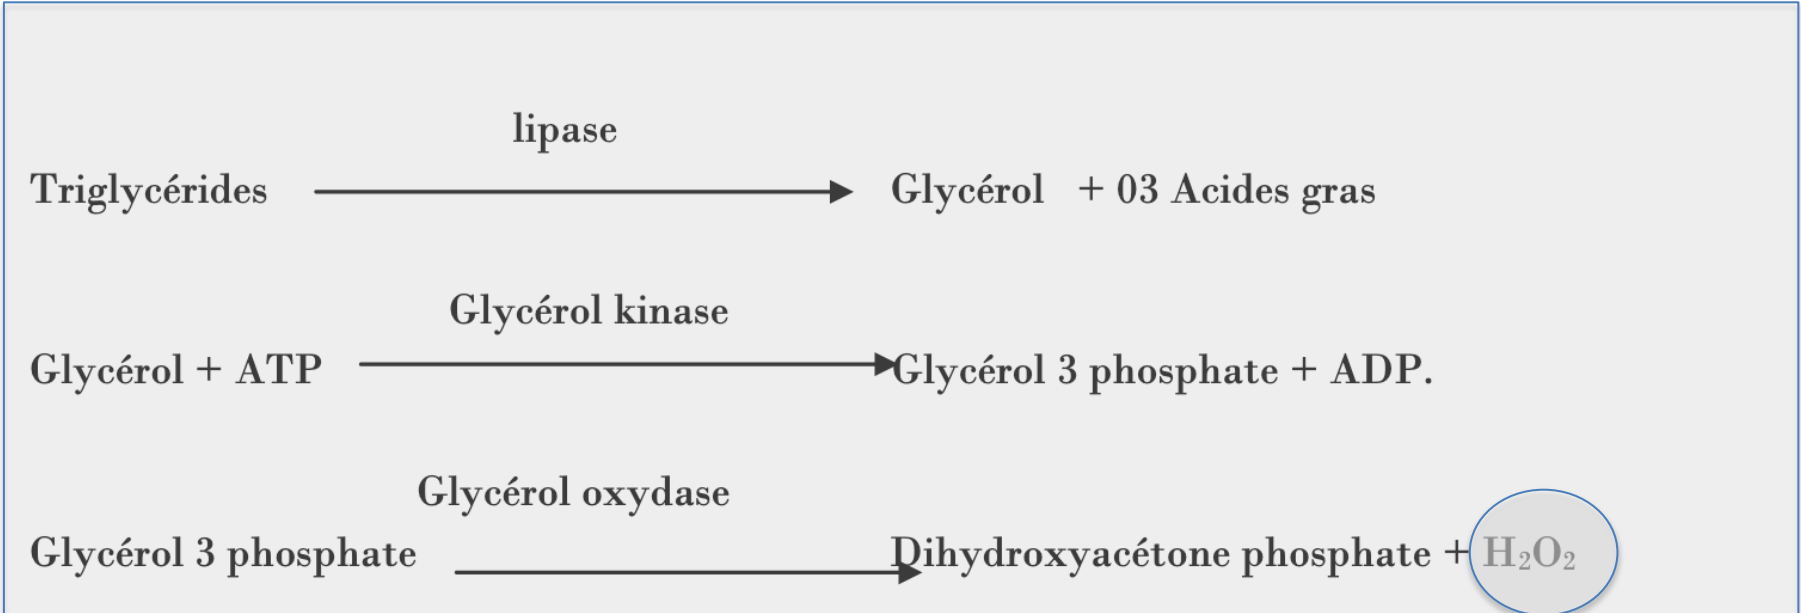 lipase
Triglycérides Glycérol + 03 Acides gras
Glycérol kinase
Glycérol + ATP Glycérol 3 phosphate + ADP.
Glycérol oxydase
Glycérol 3 phosphate Dihydroxyacétone phosphate + H₂O₂